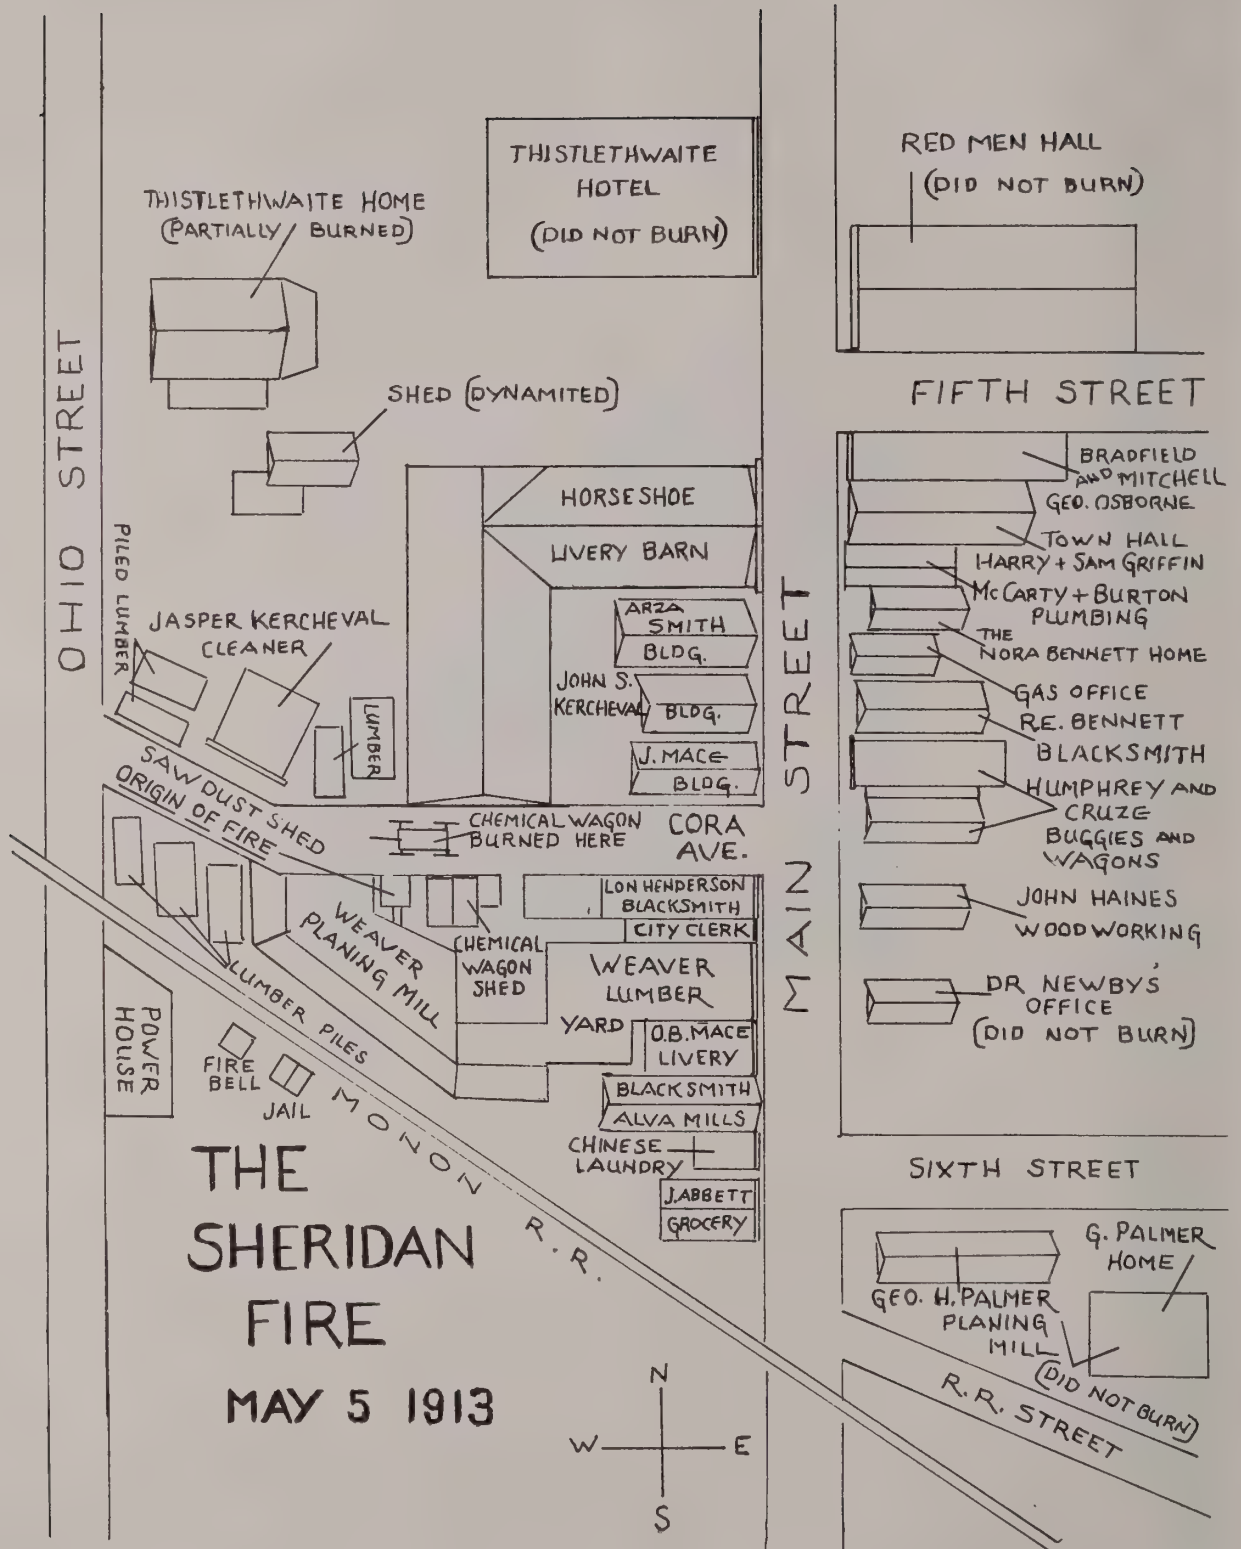 THISTLETHWAITE
HOTEL
(DID NOT BURN)
RED MEN HALL
(DID NOT BURN)
THISTLETHWAITE HOME
(PARTIALLY BURNED)
OHIO STREET
SHED (DYNAMITED)
FIFTH STREET
HORSE SHOE
LIVERY BARN
BRADFIELD
AND MITCHELL
GEO. OSBORNE
TOWN HALL
HARRY + SAM GRIFFIN
McCARTY + BURTON
PLUMBING
THE
NORA BENNETT HOME
GAS OFFICE
R.E. BENNETT
BLACKSMITH
HUMPHREY AND
CRUZE
BUGGIES AND
WAGONS
JOHN HAINES
WOOD WORKING
DR NEWBY'S
OFFICE
(DID NOT BURN)
MAIN STREET
PILED LUMBER
JASPER KERCHEVAL
CLEANER
LUMBER
ARZA
SMITH
BLDG.
JOHN S.
KERCHEVAL
BLDG.
J. MACE
BLDG.
SAW DUST SHED
ORIGIN OF FIRE
CHEMICAL WAGON
BURNED HERE
CORA
AVE.
LON HENDERSON
BLACKSMITH
CITY CLERK
WEAVER
PLANING MILL
CHEMICAL
WAGON
SHED
WEAVER
LUMBER
YARD
O.B. MACE
LIVERY
BLACKSMITH
ALVA MILLS
CHINESE
LAUNDRY
J. ABBETT
GROCERY
LUMBER PILES
POWER
HOUSE
FIRE
BELL
JAIL
MONON R.R.
SIXTH STREET
G. PALMER
HOME
GEO. H. PALMER
PLANING
MILL
(DID NOT BURN)
R.R. STREET
THE
SHERIDAN
FIRE
MAY 5 1913
N
W
E
S